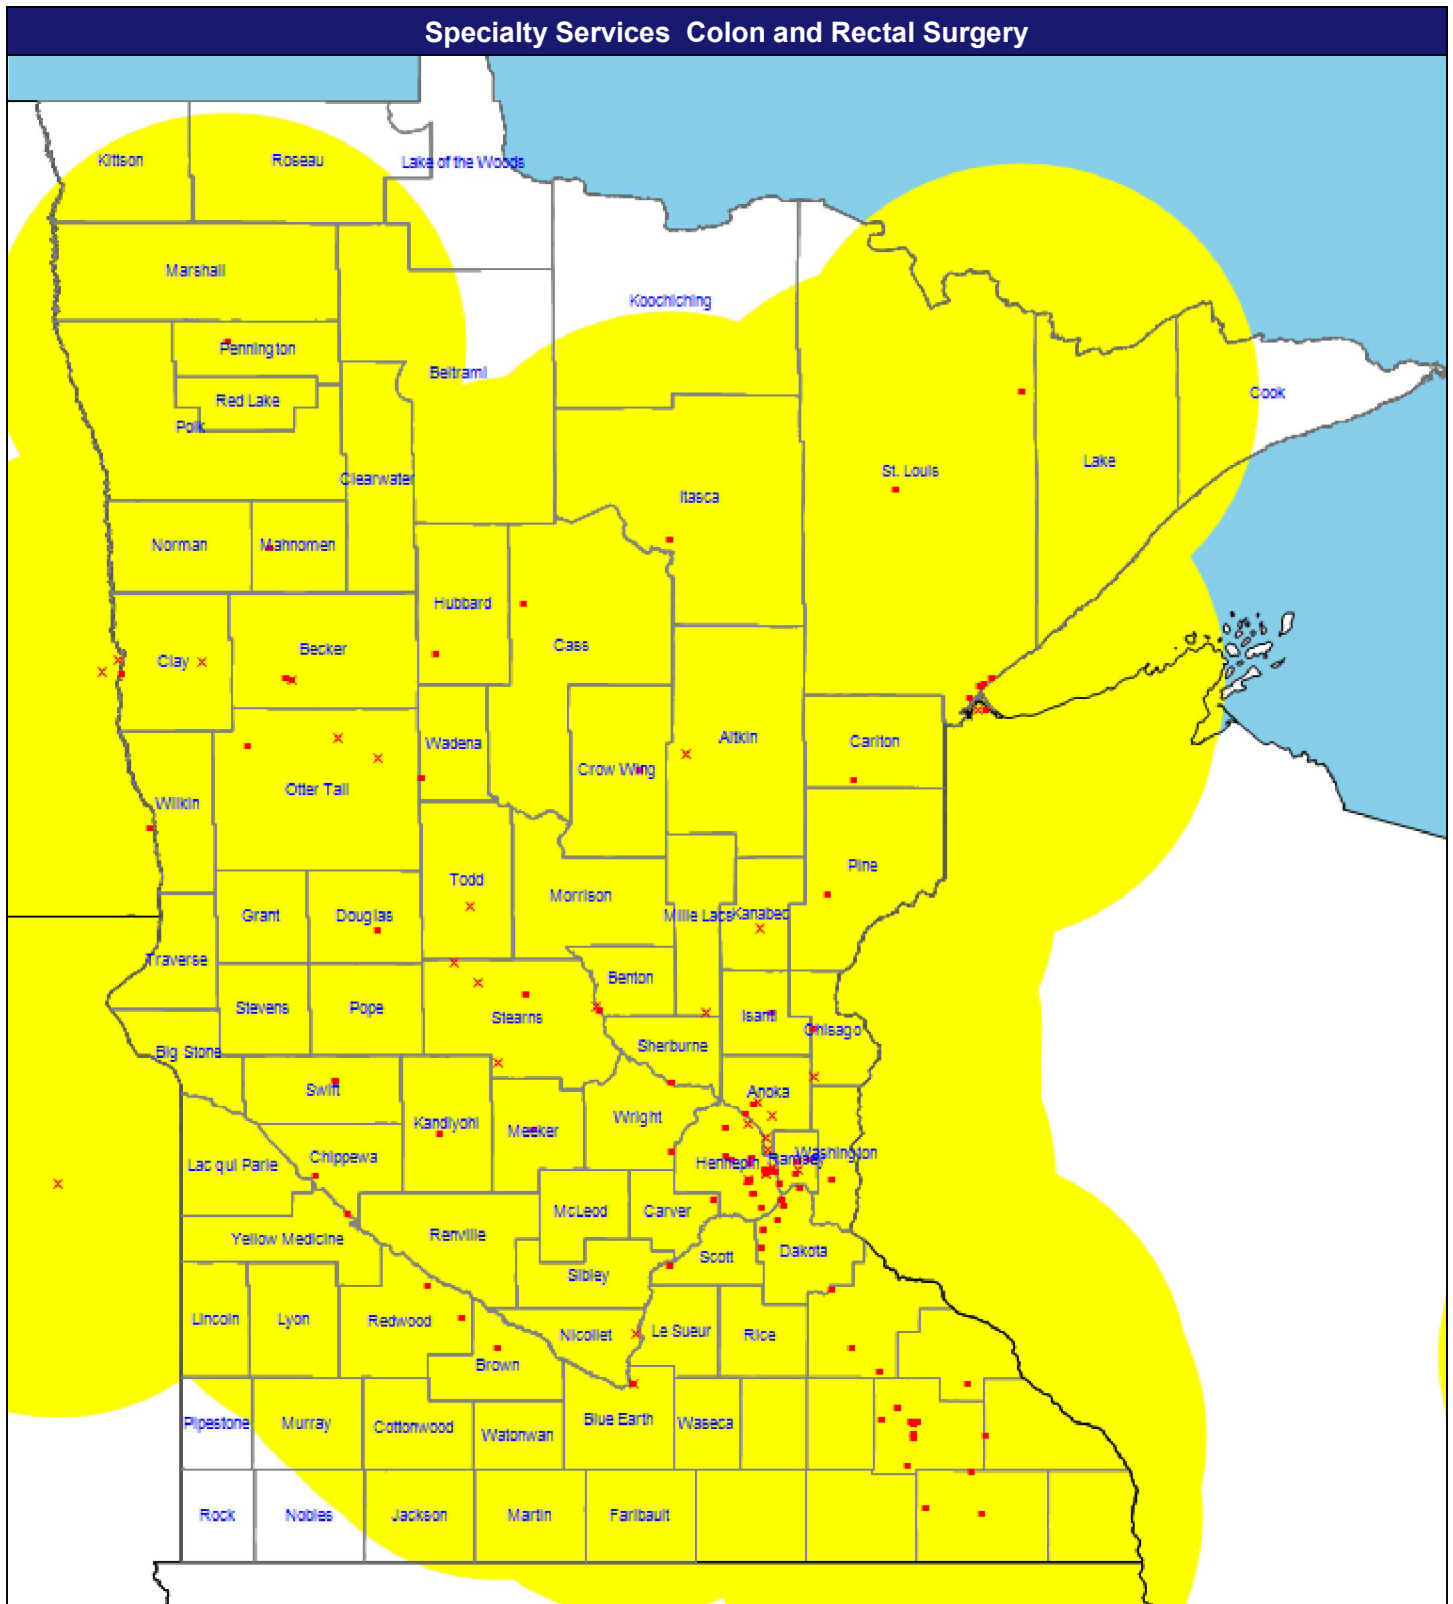 Specialty Services  Colon and Rectal Surgery
Kittson
Roseau
Lake of the Woods
Marshall
Koochiching
Pennington
Beltrami
Red Lake
Cook
Polk
Lake
St. Louis
Clearwater
Itasca
Norman
Mahnomen
Hubbard
Cass
Becker
Clay
Aitkin
Carlton
Wadena
Crow Wing
Otter Tail
Wilkin
Pine
Todd
Morrison
Grant
Douglas
Mille Lacs
Kanabec
Traverse
Benton
Stevens
Pope
Stearns
Isanti
Chisago
Big Stone
Sherburne
Swift
Anoka
Wright
Kandiyohi
Meeker
Lac qui Parle
Chippewa
Hennepin
Ramsey
Washington
McLeod
Carver
Yellow Medicine
Renville
Scott
Dakota
Sibley
Lincoln
Lyon
Redwood
Nicollet
Le Sueur
Rice
Brown
Pipestone
Murray
Cottonwood
Watonwan
Blue Earth
Waseca
Rock
Nobles
Jackson
Martin
Faribault